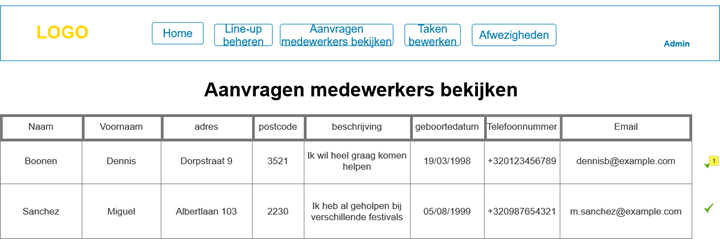 LOGO
Home
Line-up
beheren
Aanvragen
medewerkers bekijken
Taken
bewerken
Afwezigheden
Admin
Aanvragen medewerkers bekijken
Naam Voornaam adres postcode beschrijving geboortedatum Telefoonnummer Email
Boonen Dennis Dorpstraat 9 3521 Ik wil heel graag komen helpen 19/03/1998 +320123456789 dennisb@example.com 1
Sanchez Miguel Albertlaan 103 2230 Ik heb al geholpen bij verschillende festivals 05/08/1999 +320987654321 m.sanchez@example.com